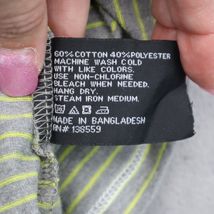 60%COTTON 40%POLYESTER
MACHINE WASH COLD
WITH LIKE COLORS.
USE NON-CHLORINE
BLEACH WHEN NEEDED.
HANG DRY.
STEAM IRON MEDIUM.
MADE IN BANGLADESH
RN#138559